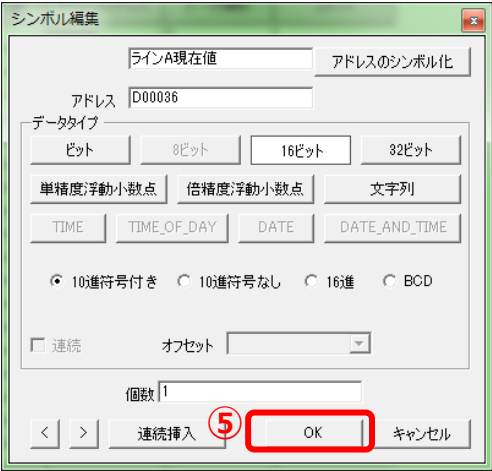 シンボル編集
ラインA現在値 アドレスのシンボル化
アドレス D00036
データタイプ
ビット 8ビット 16ビット 32ビット
単精度浮動小数点 倍精度浮動小数点 文字列
TIME TIME_OF_DAY DATE DATE_AND_TIME
10進符号付き 10進符号なし 16進 BCD
連続 オフセット
個数 1
< > 連続挿入 ⑤ OK キャンセル